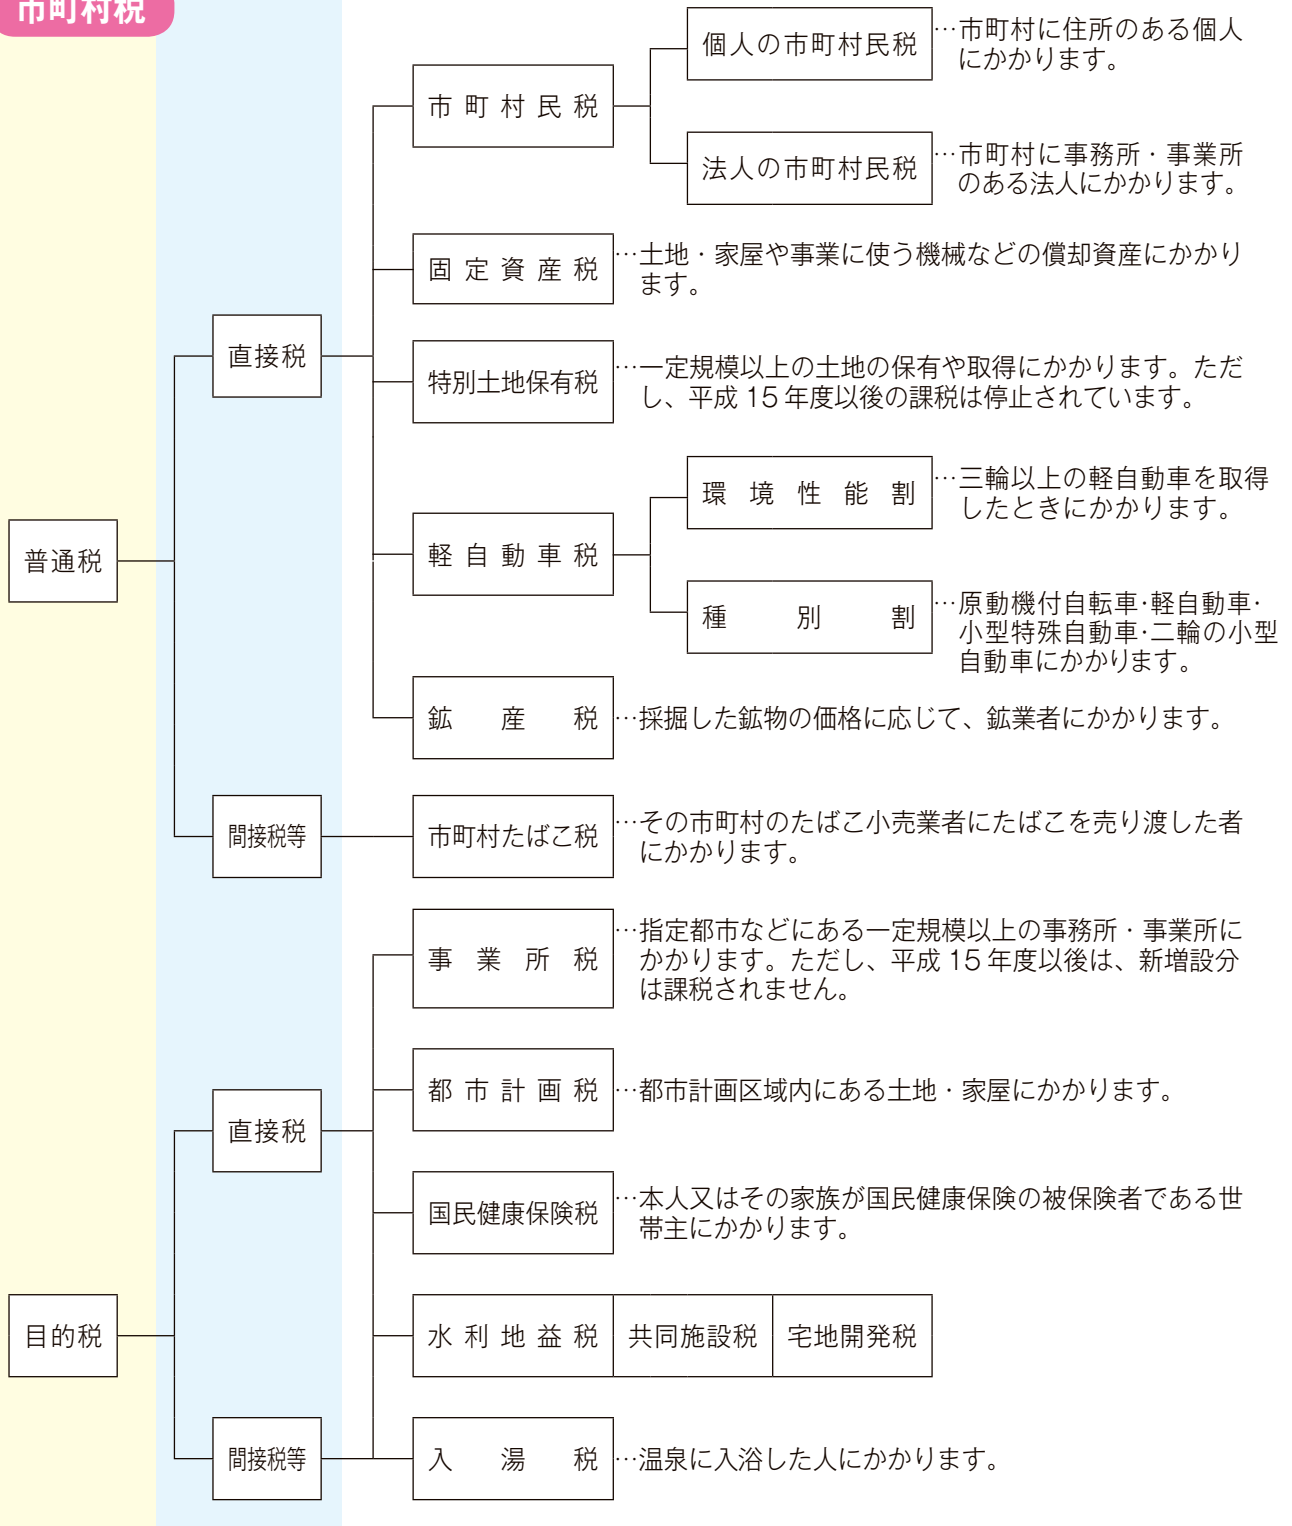 市町村税
普通税
直接税
市町村民税
個人の市町村民税
…市町村に住所のある個人
にかかります。
法人の市町村民税
…市町村に事務所・事業所
のある法人にかかります。
固定資産税
…土地・家屋や事業に使う機械などの償却資産にかかり
ます。
特別土地保有税
…一定規模以上の土地の保有や取得にかかります。ただ
し、平成 15 年度以後の課税は停止されています。
軽自動車税
環境性能割
…三輪以上の軽自動車を取得
したときにかかります。
種別割
…原動機付自転車･軽自動車･
小型特殊自動車･二輪の小型
自動車にかかります。
鉱産税
…採掘した鉱物の価格に応じて、鉱業者にかかります。
間接税等
市町村たばこ税
…その市町村のたばこ小売業者にたばこを売り渡した者
にかかります。
目的税
直接税
事業所税
…指定都市などにある一定規模以上の事務所・事業所に
かかります。ただし、平成 15 年度以後は、新増設分
は課税されません。
都市計画税
…都市計画区域内にある土地・家屋にかかります。
国民健康保険税
…本人又はその家族が国民健康保険の被保険者である世
帯主にかかります。
水利地益税
共同施設税
宅地開発税
間接税等
入湯税
…温泉に入浴した人にかかります。